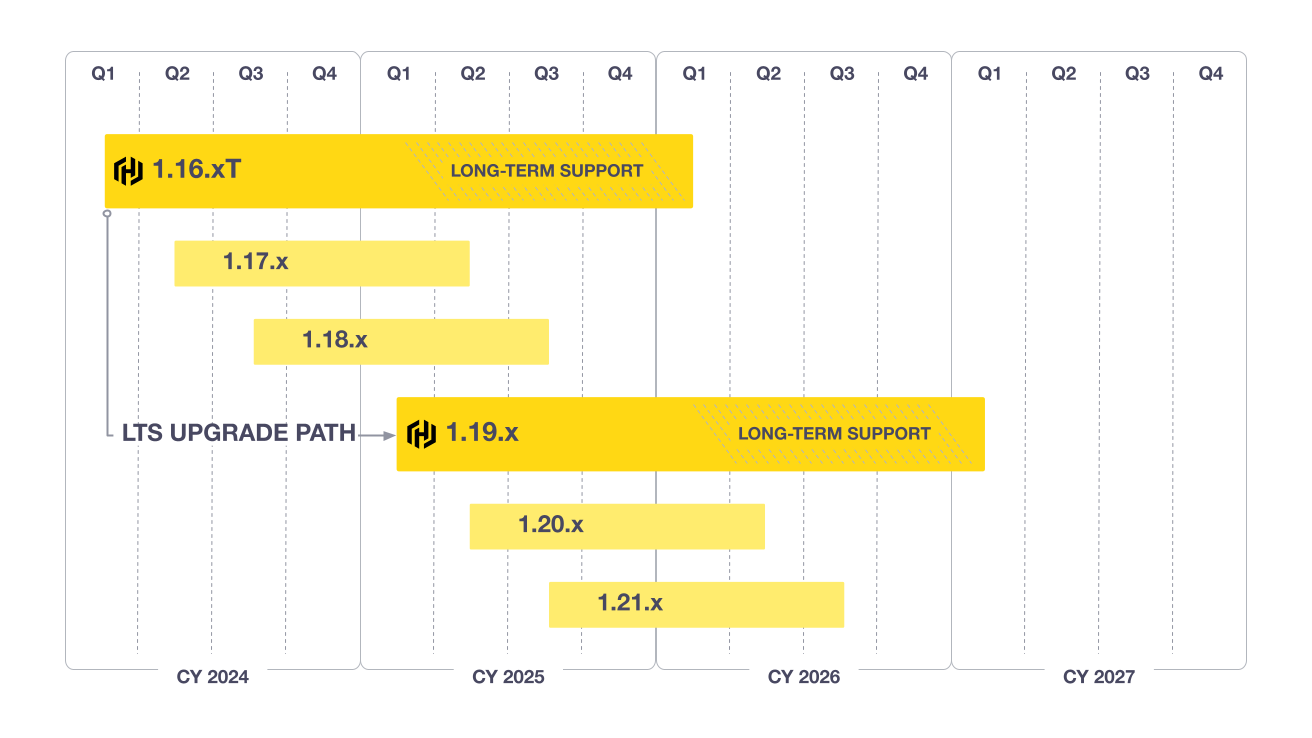 Q1 Q2 Q3 Q4 Q1 Q2 Q3 Q4 Q1 Q2 Q3 Q4 Q1 Q2 Q3 Q4
1.16.xT LONG-TERM SUPPORT
1.17.x
1.18.x
LTS UPGRADE PATH 1.19.x LONG-TERM SUPPORT
1.20.x
1.21.x
CY 2024 CY 2025 CY 2026 CY 2027